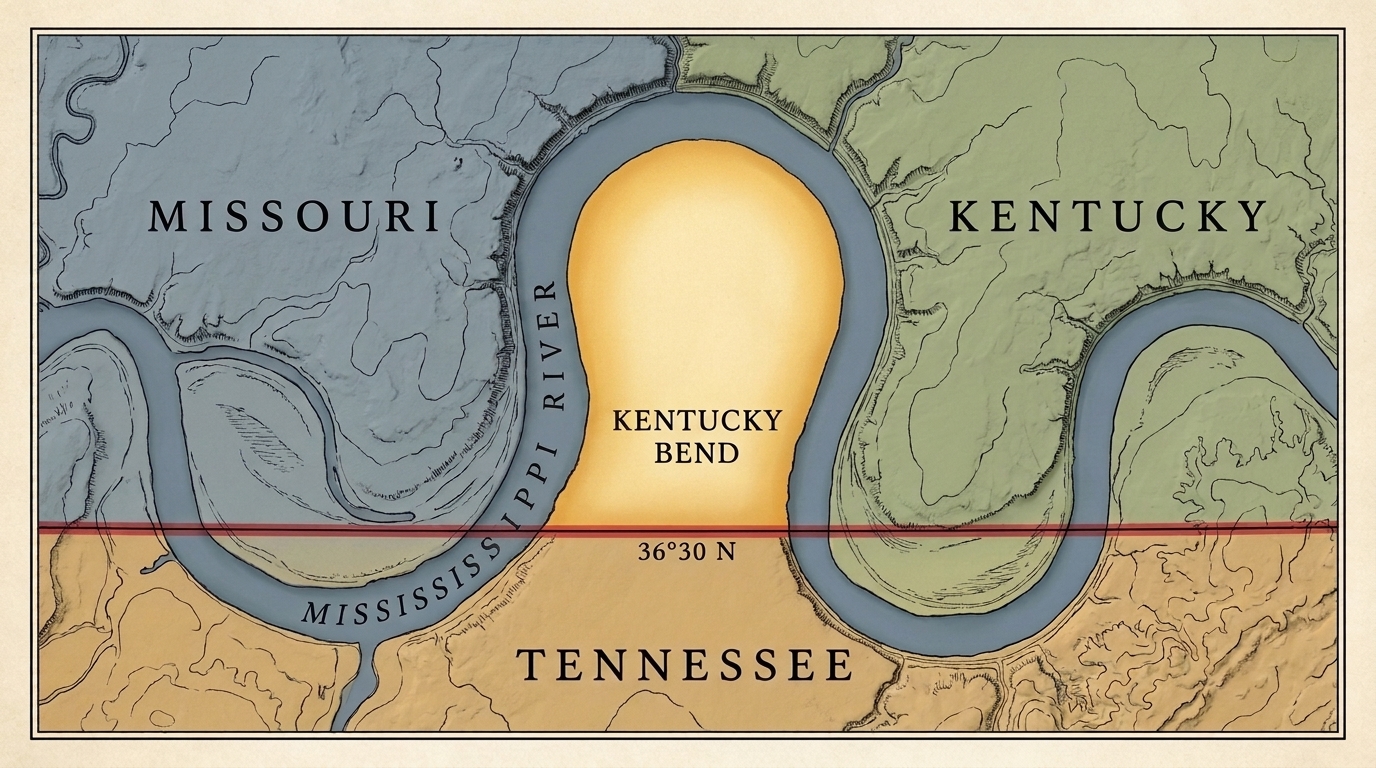 MISSOURI
KENTUCKY
MISSISSIPPI RIVER
KENTUCKY
BEND
36°30 N
TENNESSEE